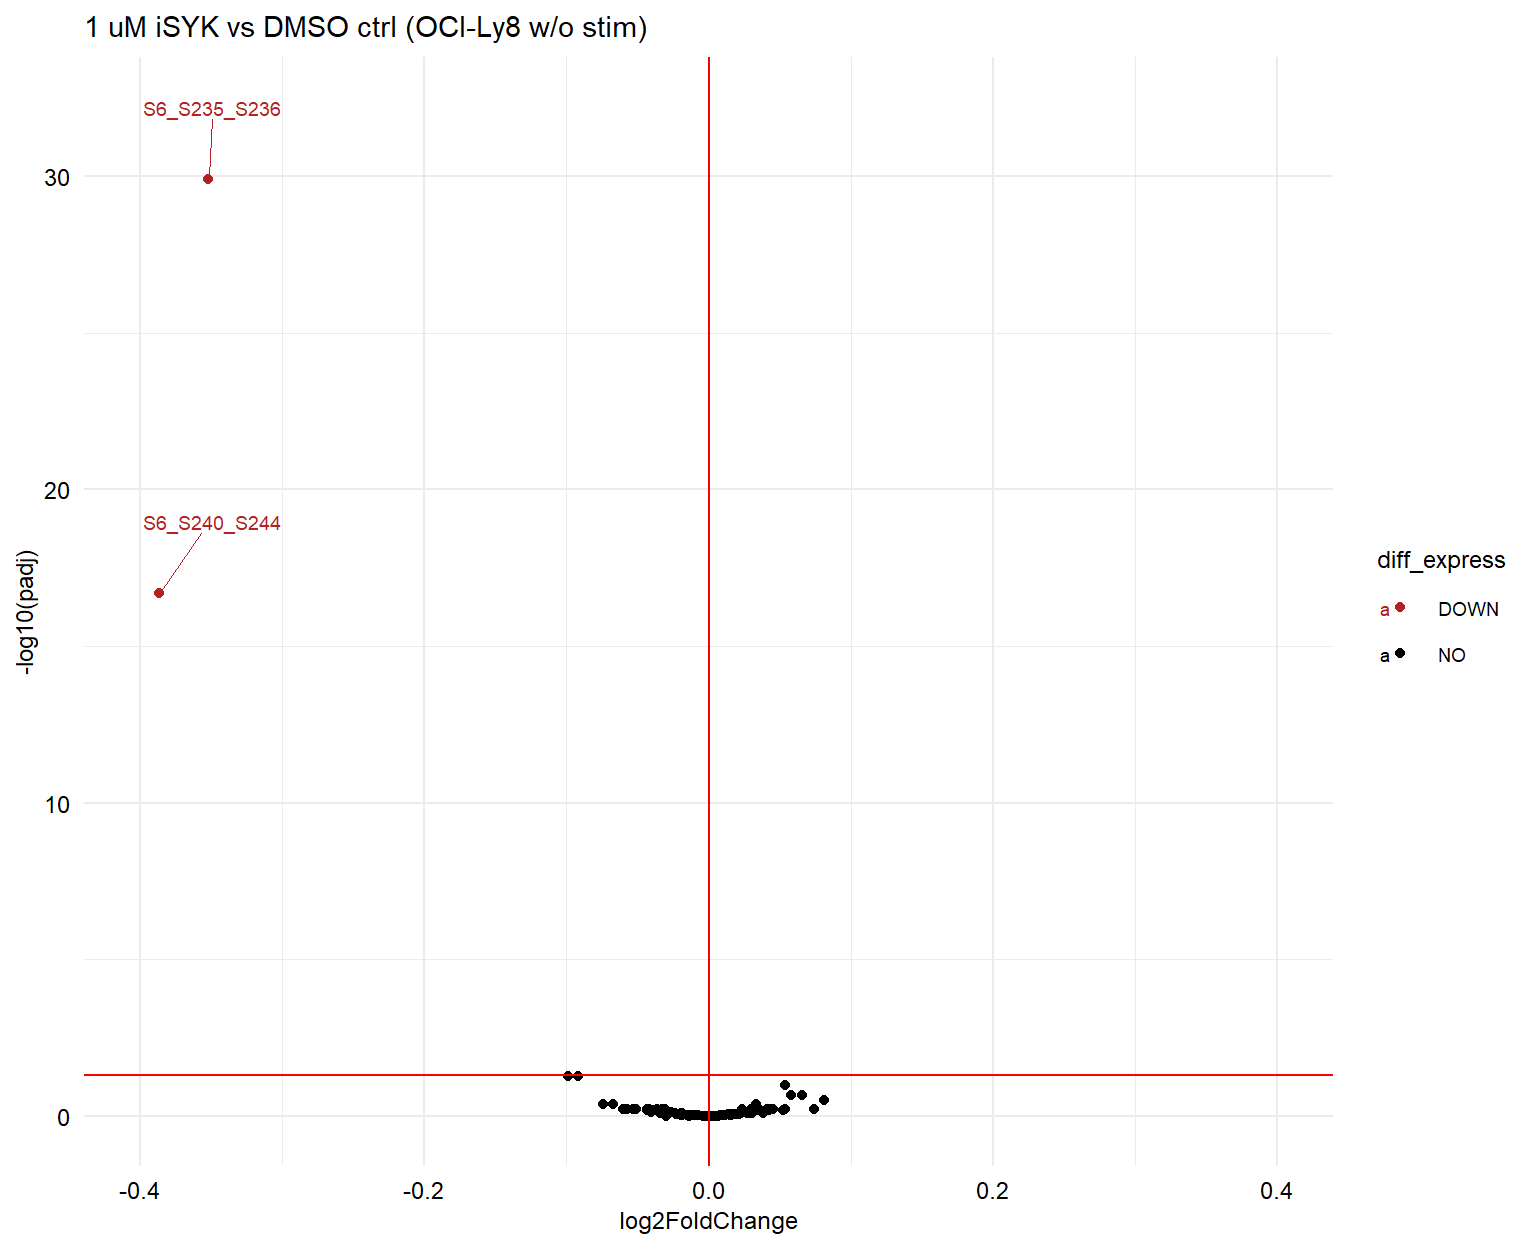 1 uM iSYK vs DMSO ctrl (OCI-Ly8 w/o stim)
S6_S235_S236
30
20
S6_S240_S244
10
0
-log10(padj)
-0.4
-0.2
0.0
0.2
0.4
log2FoldChange
diff_express
a DOWN
a NO